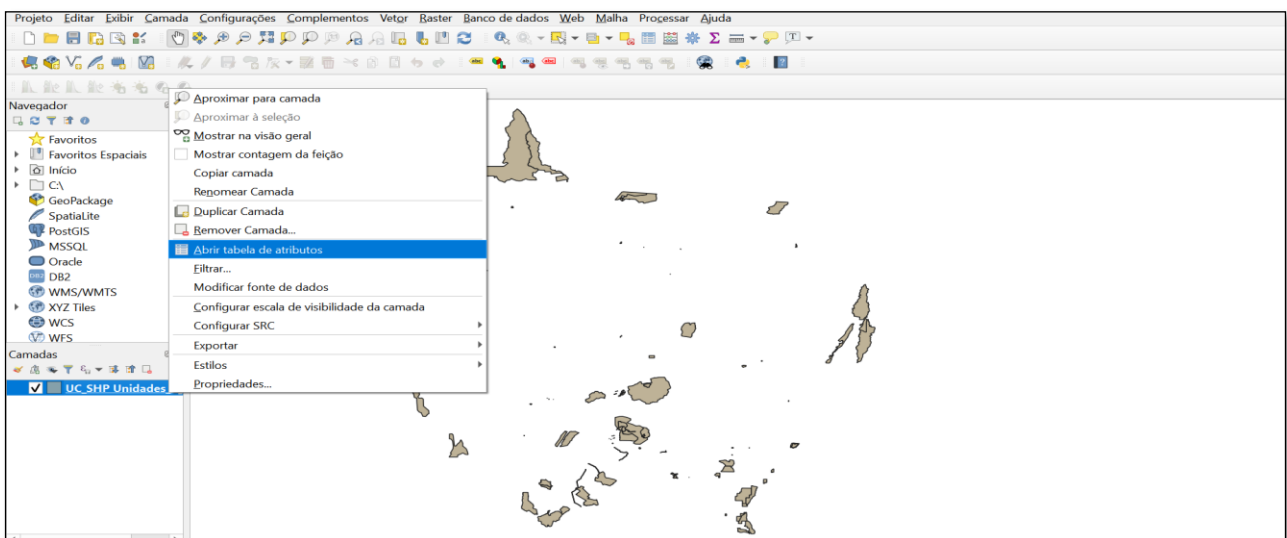 Projeto Editar Exibir Camada Configurações Complementos Vetor Raster Banco de dados Web Malha Processar Ajuda
Navegador
Favoritos
Favoritos Espaciais
Início
C:\
GeoPackage
SpatiaLite
PostGIS
MSSQL
Oracle
DB2
WMS/WMTS
XYZ Tiles
WCS
WFS
Camadas
UC_SHP Unidades_
Aproximar para camada
Aproximar à seleção
Mostrar na visão geral
Mostrar contagem da feição
Copiar camada
Renomear Camada
Duplicar Camada
Remover Camada...
Abrir tabela de atributos
Filtrar...
Modificar fonte de dados
Configurar escala de visibilidade da camada
Configurar SRC
Exportar
Estilos
Propriedades...